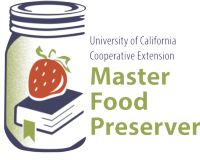 University of California
Cooperative Extension
Master
Food
Preserver